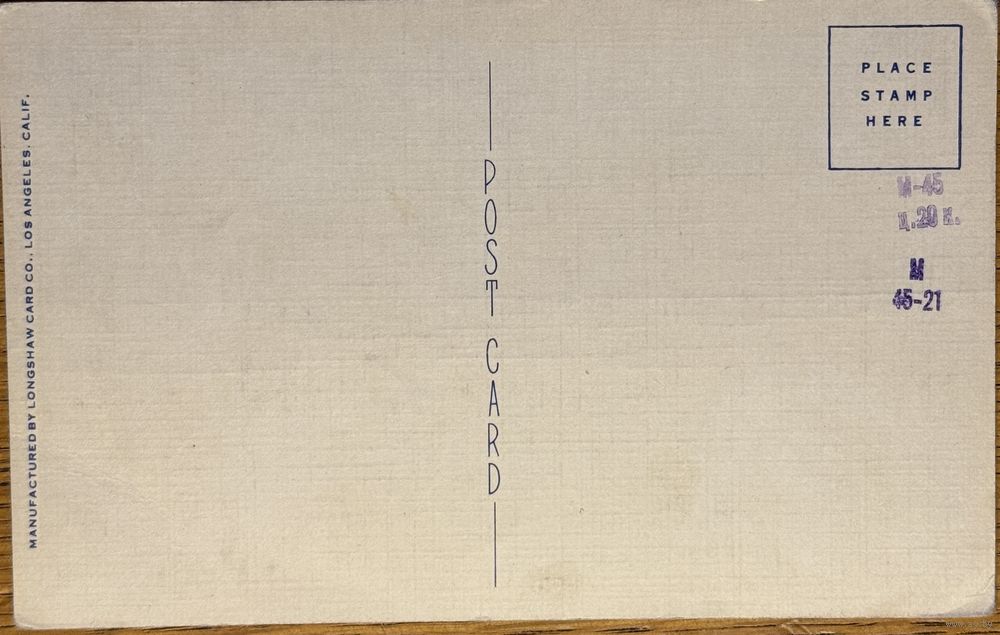 MANUFACTURED BY LONGSHAW CARD CO., LOS ANGELES, CALIF.
POST CARD
PLACE
STAMP
HERE
М-45
ц.20 к.
М
45-21